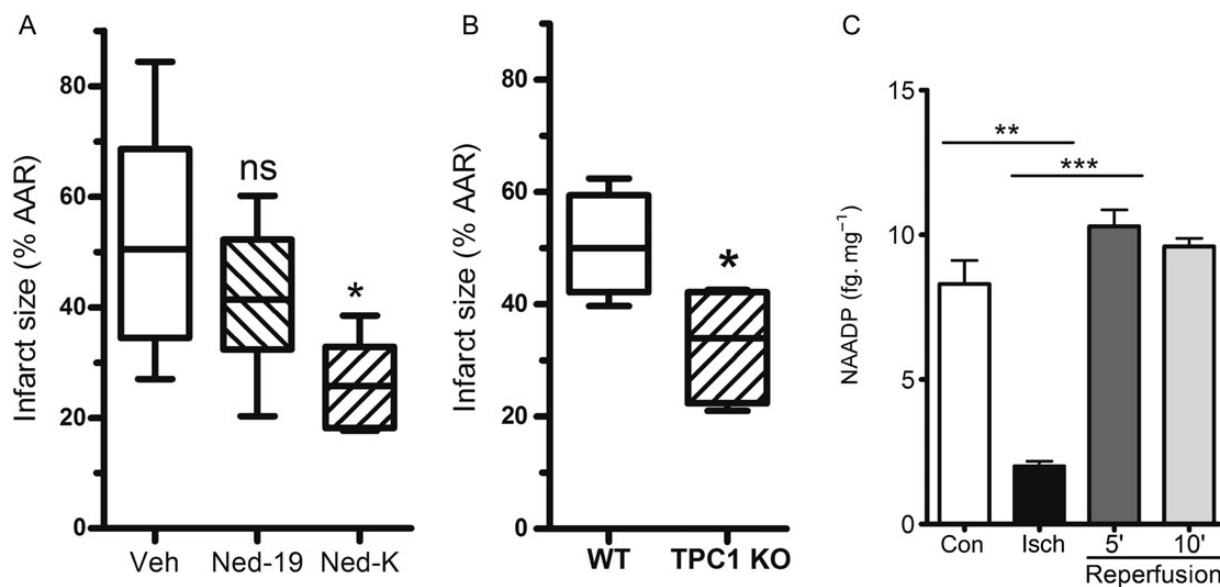 A
Infarct size (% AAR)
80
60
40
20
0
ns
*
Veh Ned-19 Ned-K
B
Infarct size (% AAR)
80
60
40
20
0
*
WT TPC1 KO
C
NAADP (fg. mg⁻¹)
15
10
5
0
**
***
Con Isch 5' 10'
Reperfusion